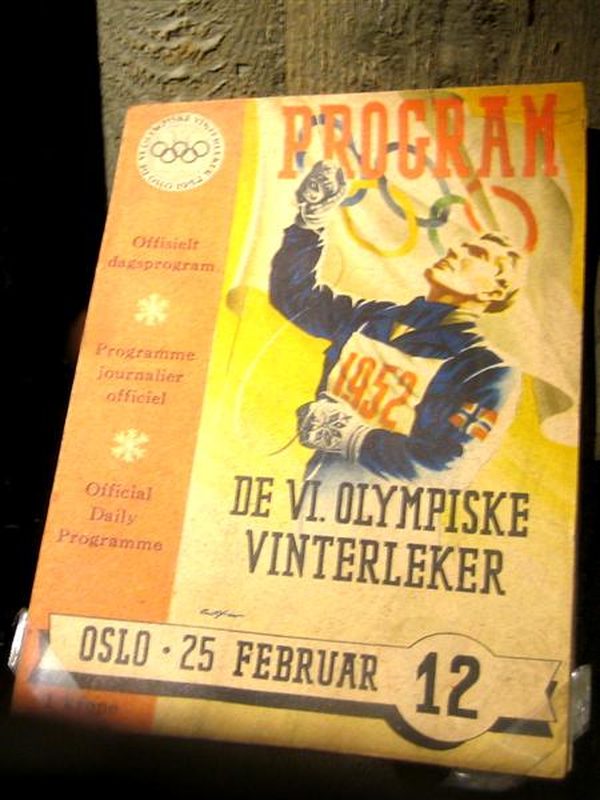 PROGRAM
Offisielt
dagsprogram
Programme
journalier
officiel
Official
Daily
Programme
1952
DE VI. OLYMPISKE
VINTERLEKER
OSLO · 25 FEBRUAR 12